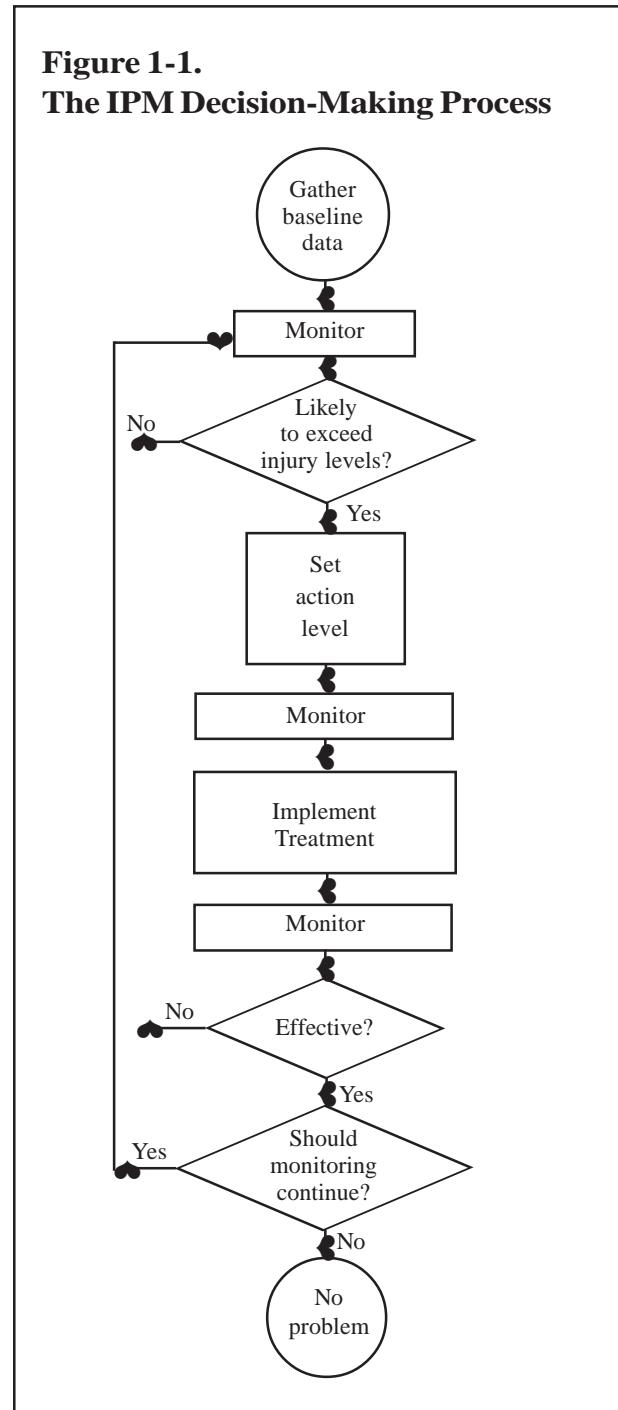 Figure 1-1.
The IPM Decision-Making Process
Gather
baseline
data
Monitor
Likely
to exceed
injury levels?
No
Yes
Set
action
level
Monitor
Implement
Treatment
Monitor
Effective?
No
Yes
Should
monitoring
continue?
Yes
No
No
problem